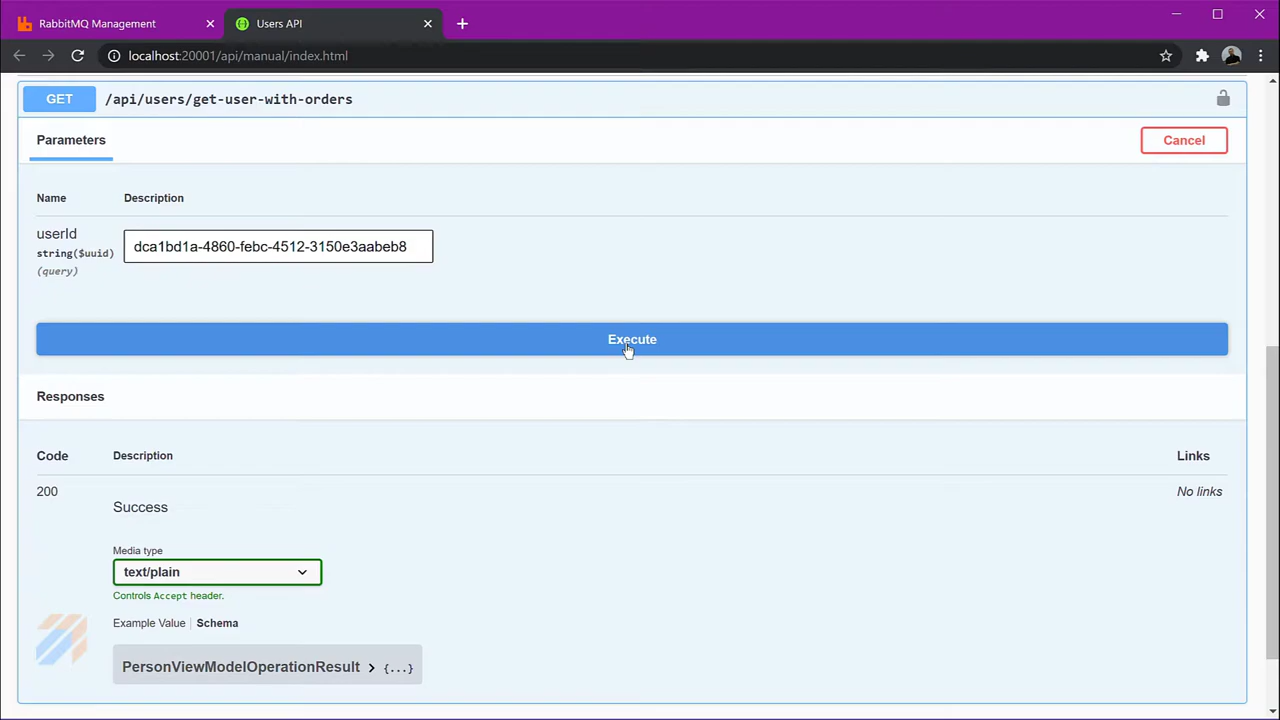 RabbitMQ Management
Users API
localhost:20001/api/manual/index.html
GET /api/users/get-user-with-orders
Parameters
Cancel
Name Description
userId
string($uuid)
(query)
dca1bd1a-4860-febc-4512-3150e3aabeb8
Execute
Responses
Code Description Links
200 Success No links
Media type
text/plain
Controls Accept header.
Example Value Schema
PersonViewModelOperationResult > {...}